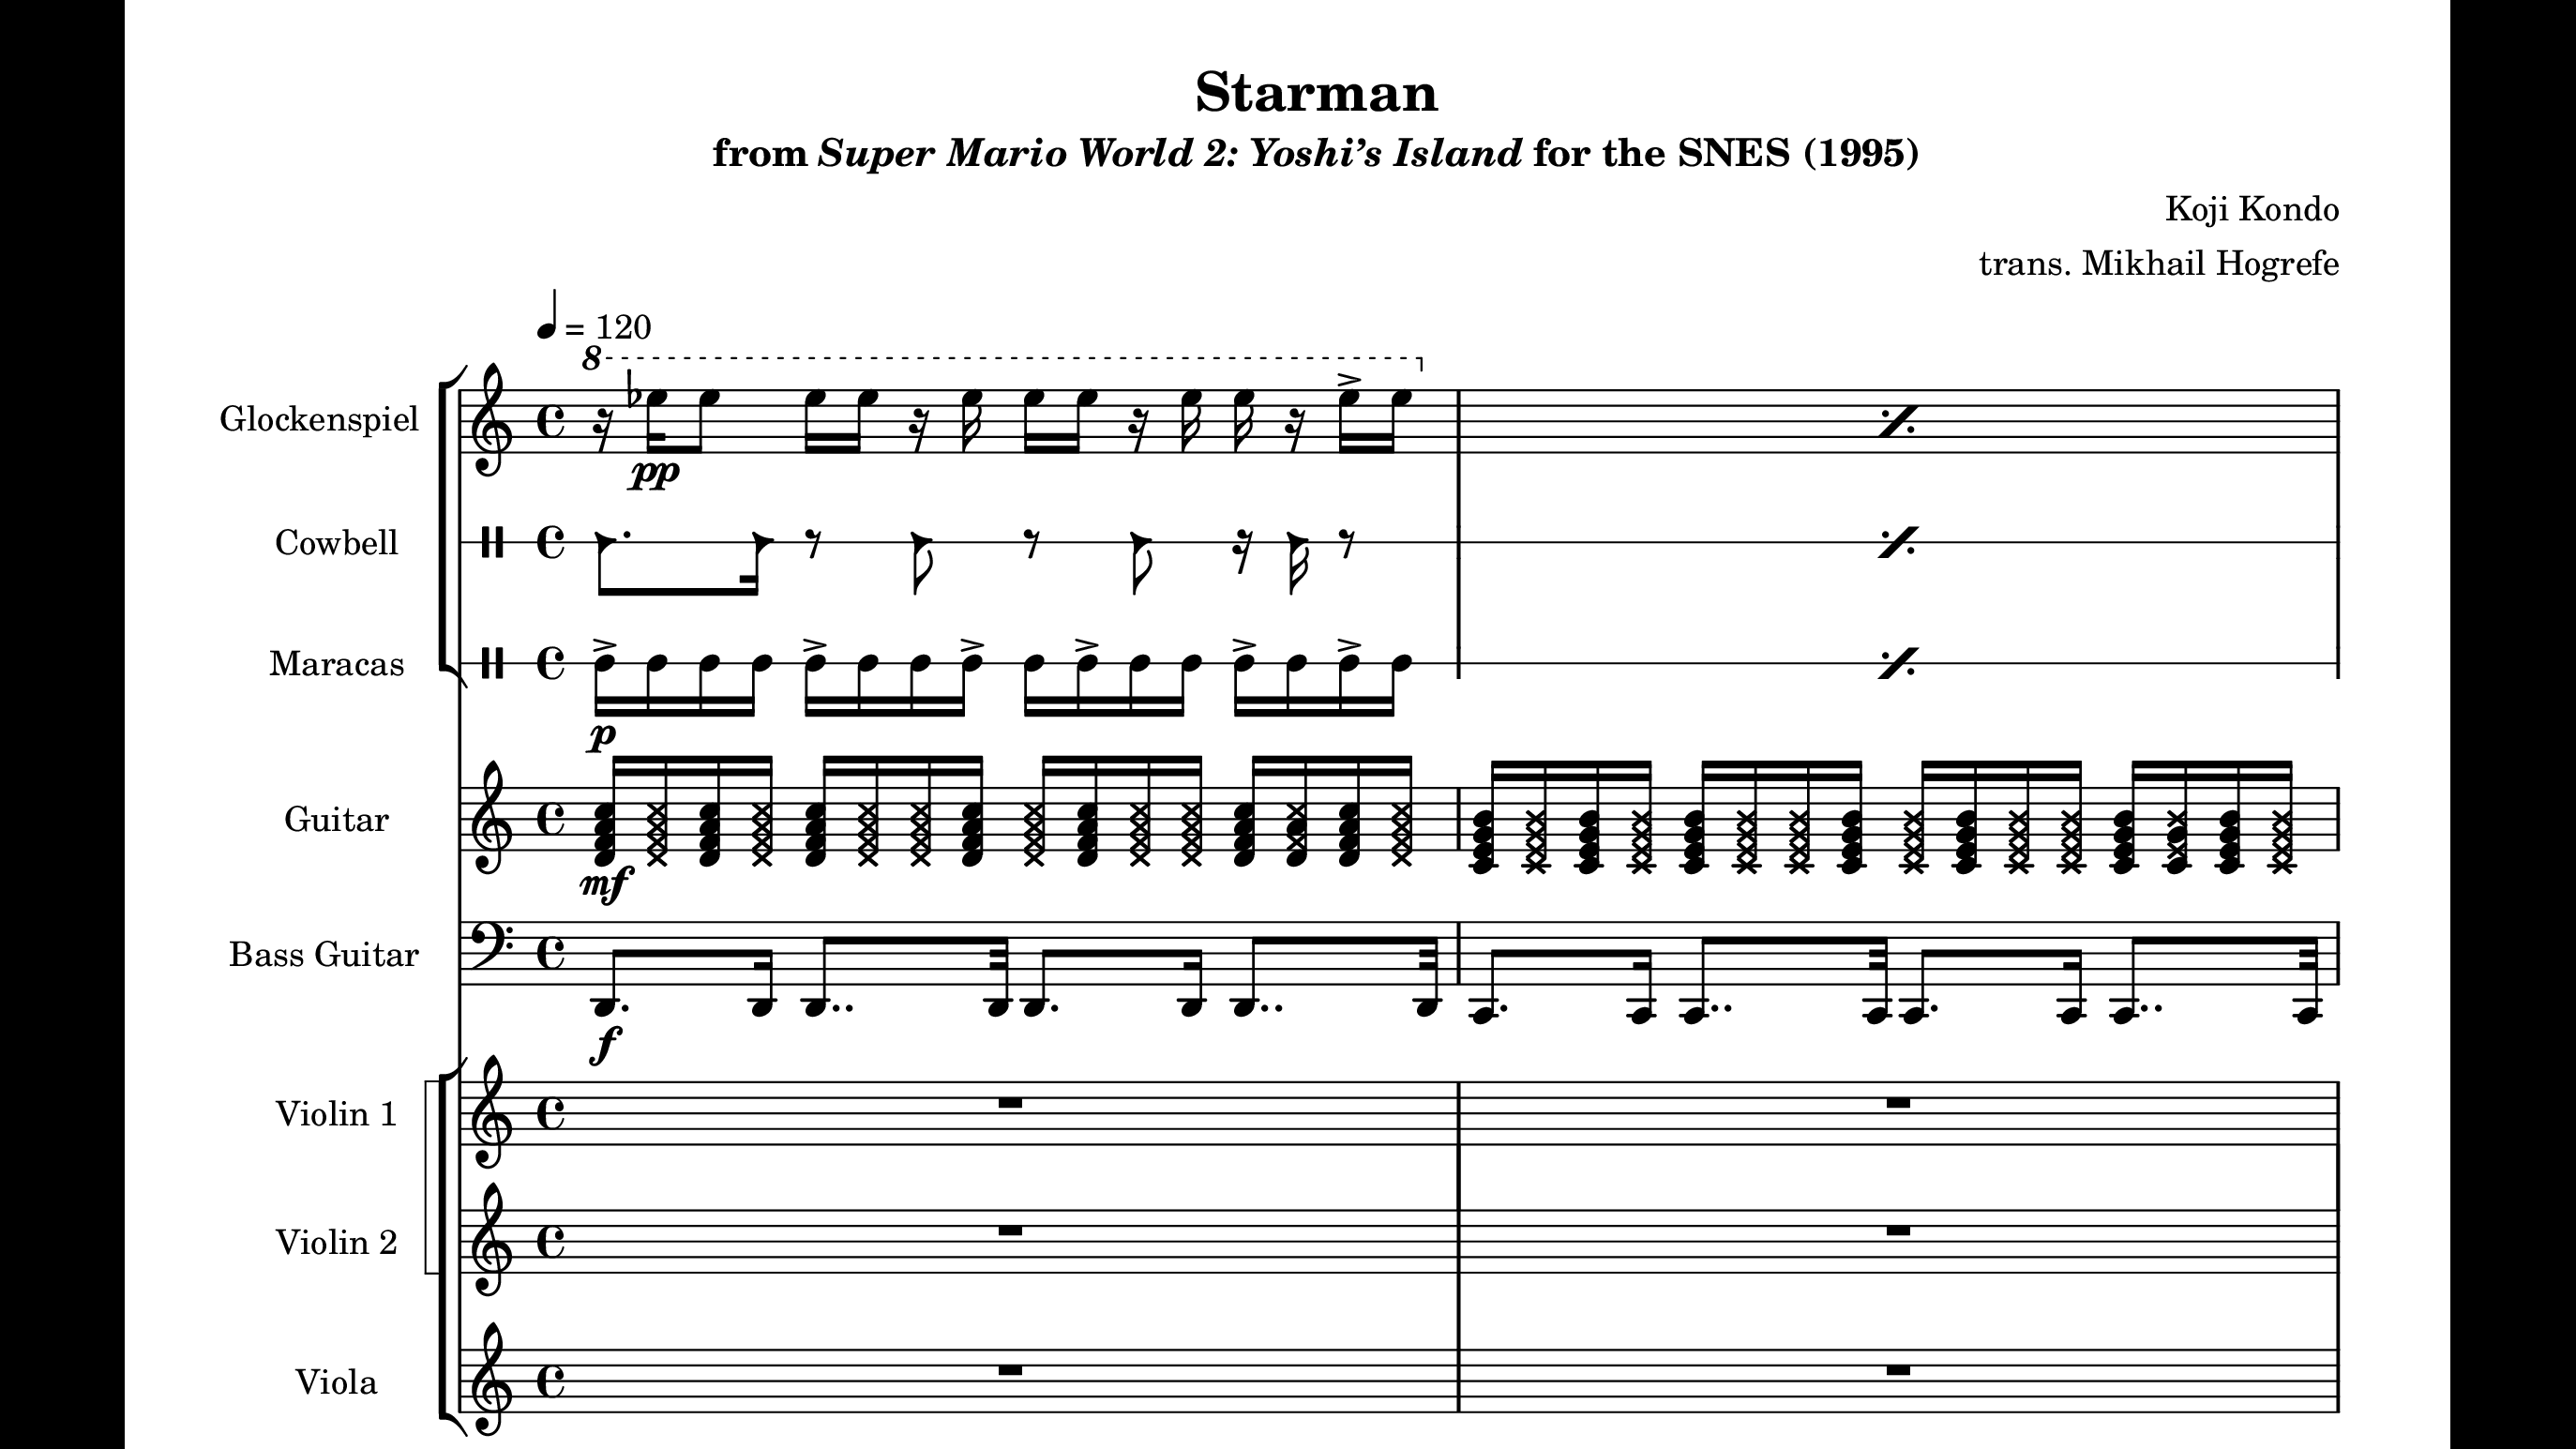 Starman
from Super Mario World 2: Yoshi’s Island for the SNES (1995)
Koji Kondo
trans. Mikhail Hogrefe
= 120
8
Glockenspiel
pp
Cowbell
Maracas
p
Guitar
mf
Bass Guitar
f
Violin 1
Violin 2
Viola